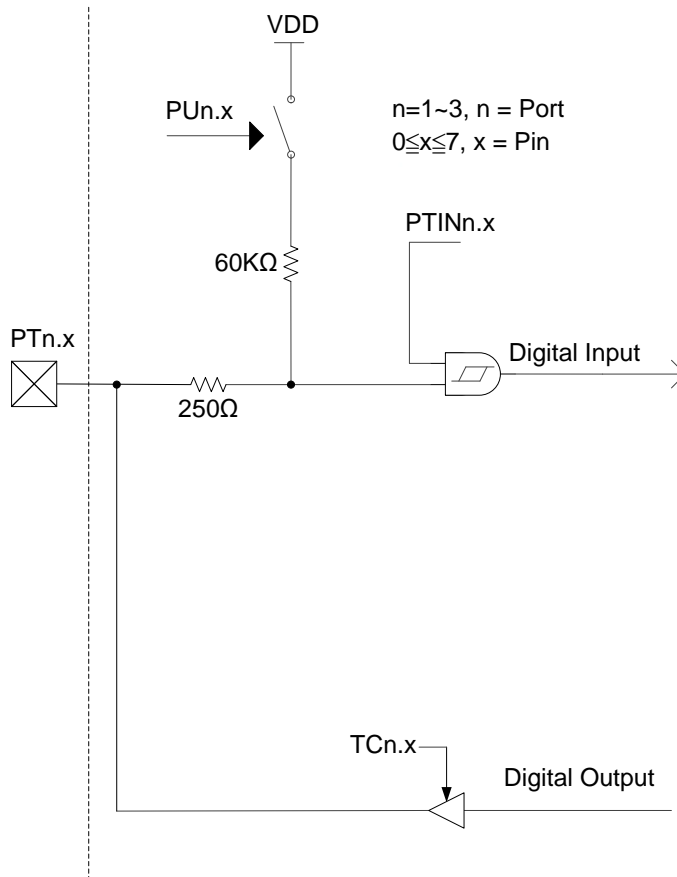 VDD
PUn.x
n=1~3, n = Port
0≦x≦7, x = Pin
PTINn.x
60KΩ
PTn.x
Digital Input
250Ω
TCn.x
Digital Output